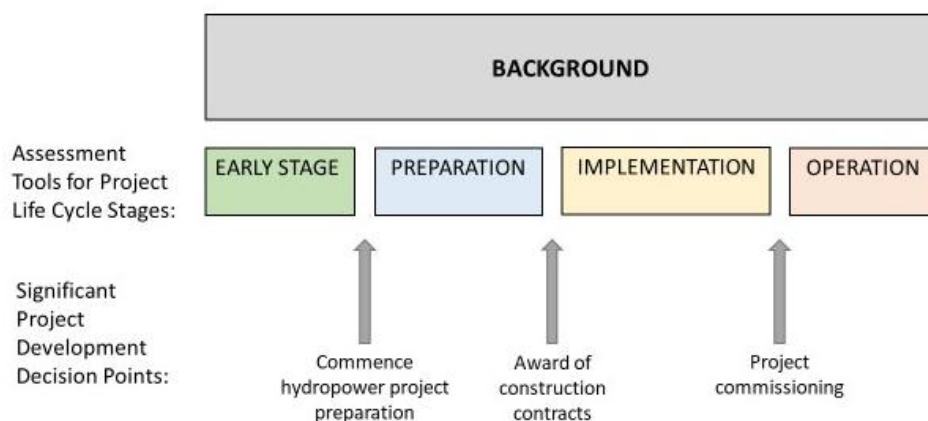 BACKGROUND
Assessment
Tools for Project
Life Cycle Stages:
EARLY STAGE
PREPARATION
IMPLEMENTATION
OPERATION
Significant
Project
Development
Decision Points:
Commence
hydropower project
preparation
Award of
construction
contracts
Project
commissioning